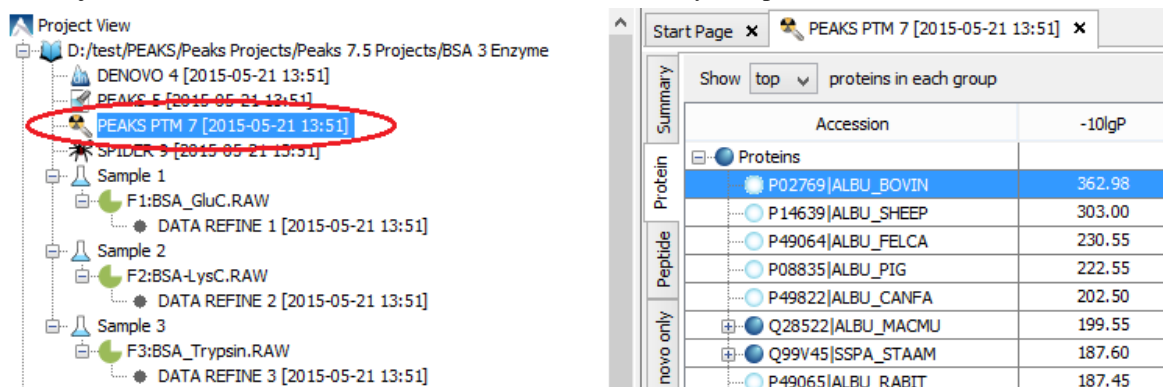 Project View
D:/test/PEAKS/Peaks Projects/Peaks 7.5 Projects/BSA 3 Enzyme
DENOVO 4 [2015-05-21 13:51]
PEAKS 5 [2015-05-21 13:51]
PEAKS PTM 7 [2015-05-21 13:51]
SPIDER 9 [2015-05-21 13:51]
Sample 1
F1:BSA_GluC.RAW
DATA REFINE 1 [2015-05-21 13:51]
Sample 2
F2:BSA-LysC.RAW
DATA REFINE 2 [2015-05-21 13:51]
Sample 3
F3:BSA_Trypsin.RAW
DATA REFINE 3 [2015-05-21 13:51]
Start Page PEAKS PTM 7 [2015-05-21 13:51]
Summary
Protein
Peptide
novo only
Show top proteins in each group
Accession -10lgP
Proteins
P02769|ALBU_BOVIN 362.98
P14639|ALBU_SHEEP 303.00
P49064|ALBU_FELCA 230.55
P08835|ALBU_PIG 222.55
P49822|ALBU_CANFA 202.50
Q28522|ALBU_MACMU 199.55
Q99V45|SSPA_STAAM 187.60
P49065|ALBU_RABIT 187.45